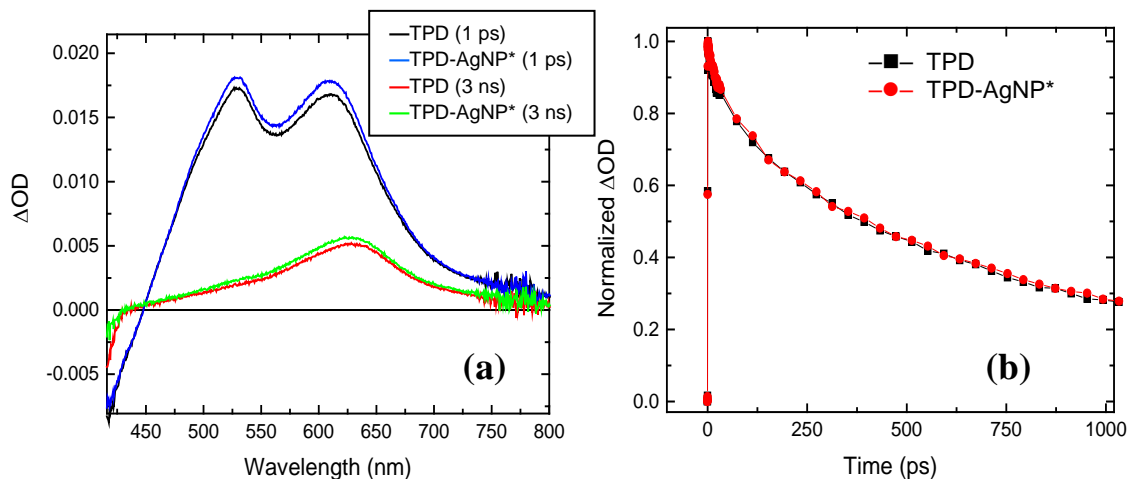 TPD (1 ps)
TPD-AgNP* (1 ps)
TPD (3 ns)
TPD-AgNP* (3 ns)
0.020
0.015
0.010
0.005
0.000
-0.005
ΔOD
(a)
450 500 550 600 650 700 750 800
Wavelength (nm)
TPD
TPD-AgNP*
1.0
0.8
0.6
0.4
0.2
0.0
Normalized ΔOD
(b)
0 250 500 750 1000
Time (ps)